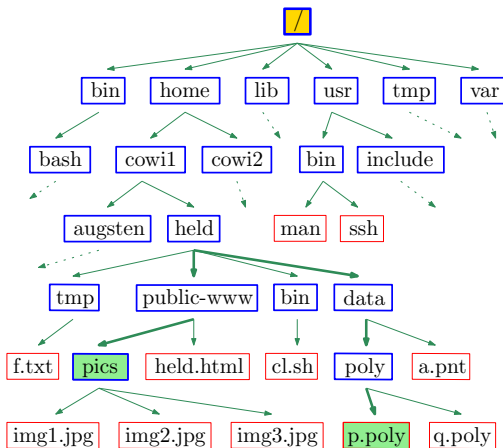 /
bin home lib usr tmp var
bash cowi1 cowi2 bin include
augsten held man ssh
tmp public-www bin data
f.txt pics held.html cl.sh poly a.pnt
img1.jpg img2.jpg img3.jpg p.poly q.poly